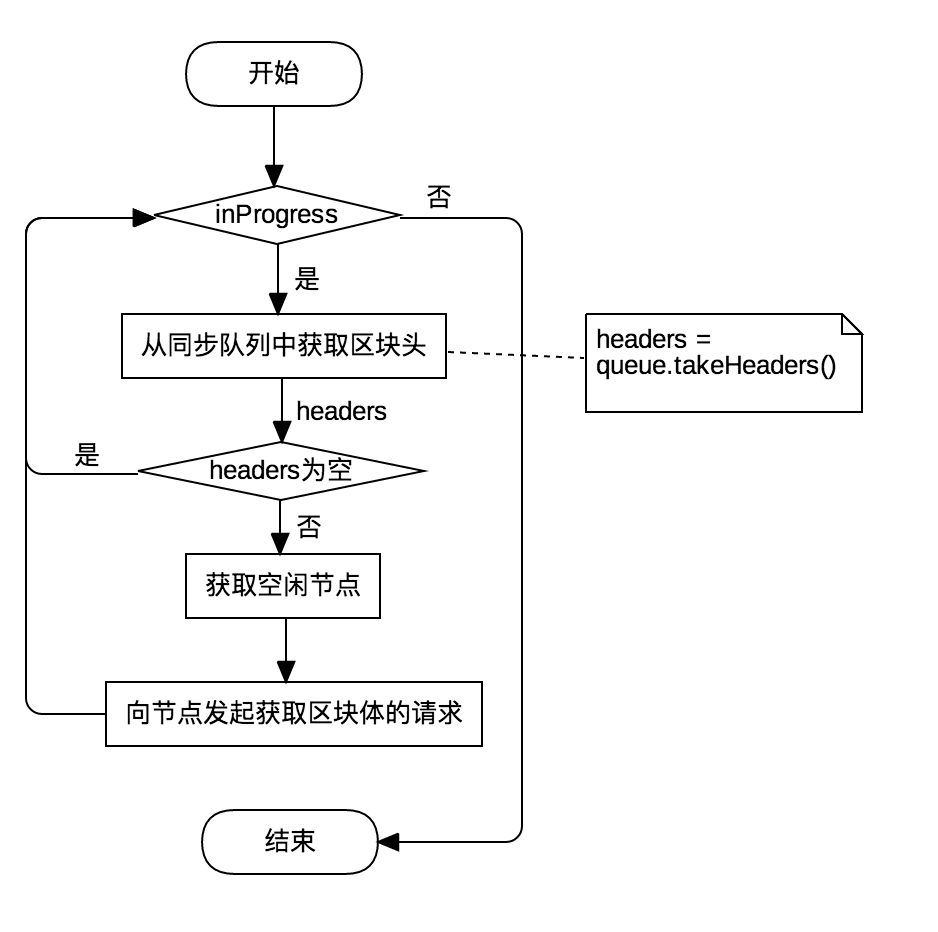 开始
inProgress
否
是
从同步队列中获取区块头
headers =
queue.takeHeaders()
headers
是
headers为空
否
获取空闲节点
向节点发起获取区块体的请求
结束